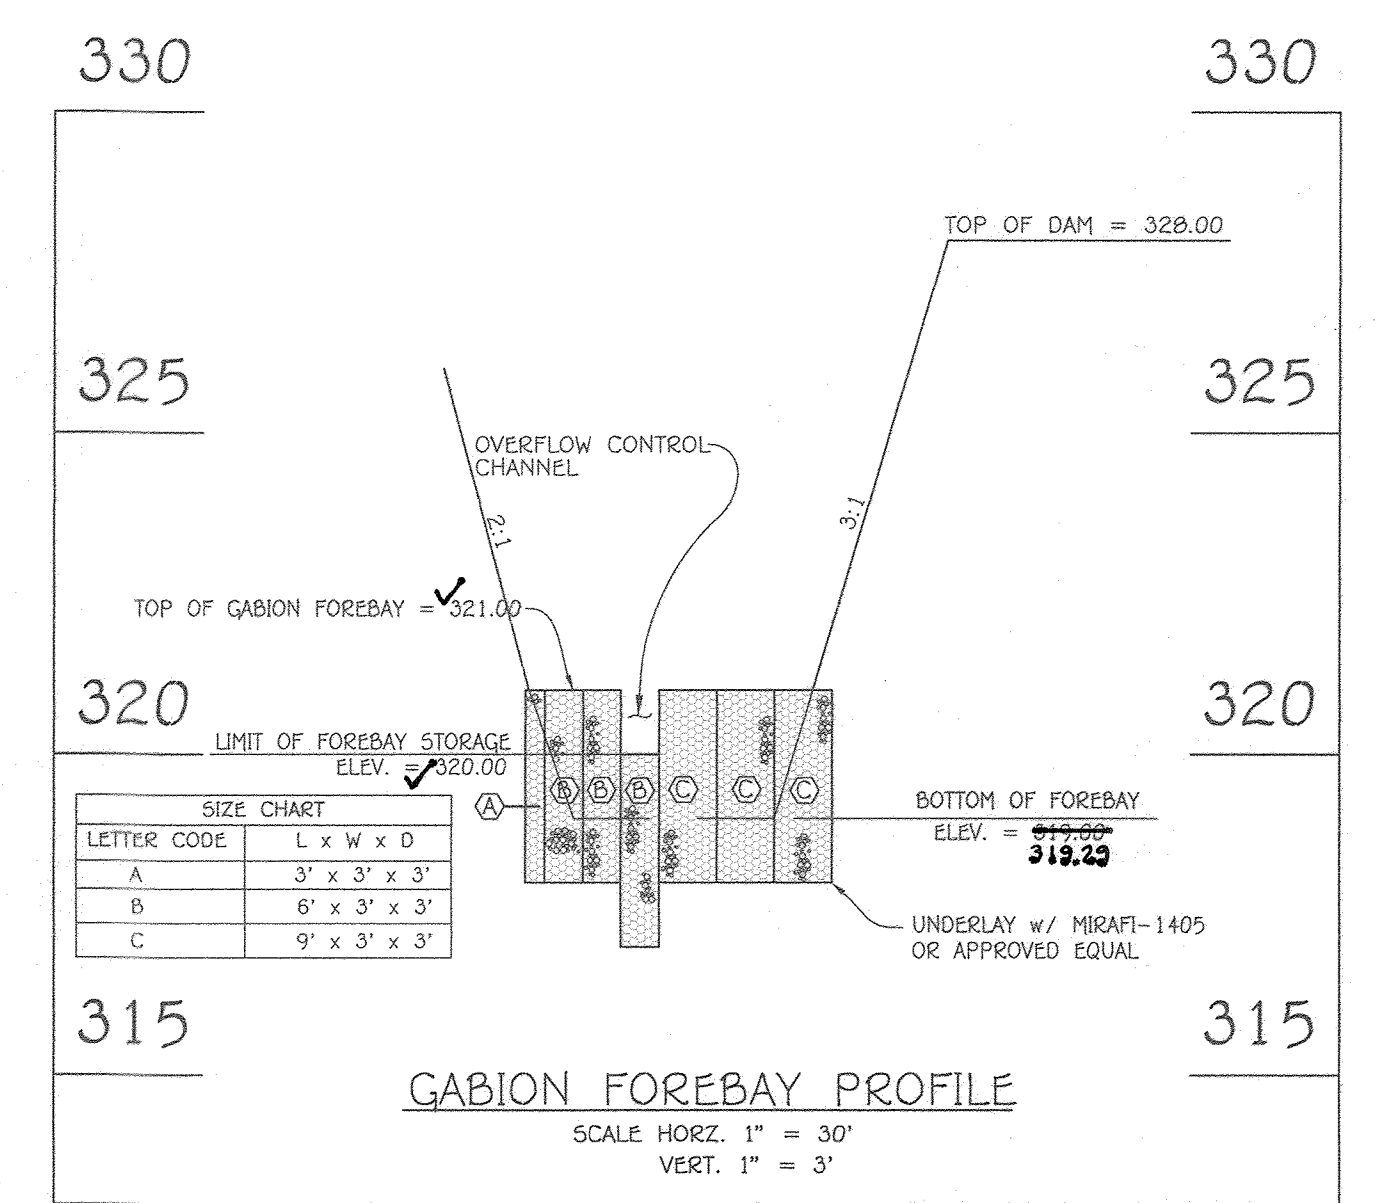 330 330
TOP OF DAM = 328.00
325 325
OVERFLOW CONTROL
CHANNEL
2:1
3:1
TOP OF GABION FOREBAY = 321.00
320 320
LIMIT OF FOREBAY STORAGE
ELEV. = 320.00
A B B B C C C
BOTTOM OF FOREBAY
ELEV. = 319.00
319.29
SIZE CHART
LETTER CODE L x W x D
A 3' x 3' x 3'
B 6' x 3' x 3'
C 9' x 3' x 3'
UNDERLAY w/ MIRAFI-140S
OR APPROVED EQUAL
315 315
GABION FOREBAY PROFILE
SCALE HORZ. 1" = 30'
VERT. 1" = 3'